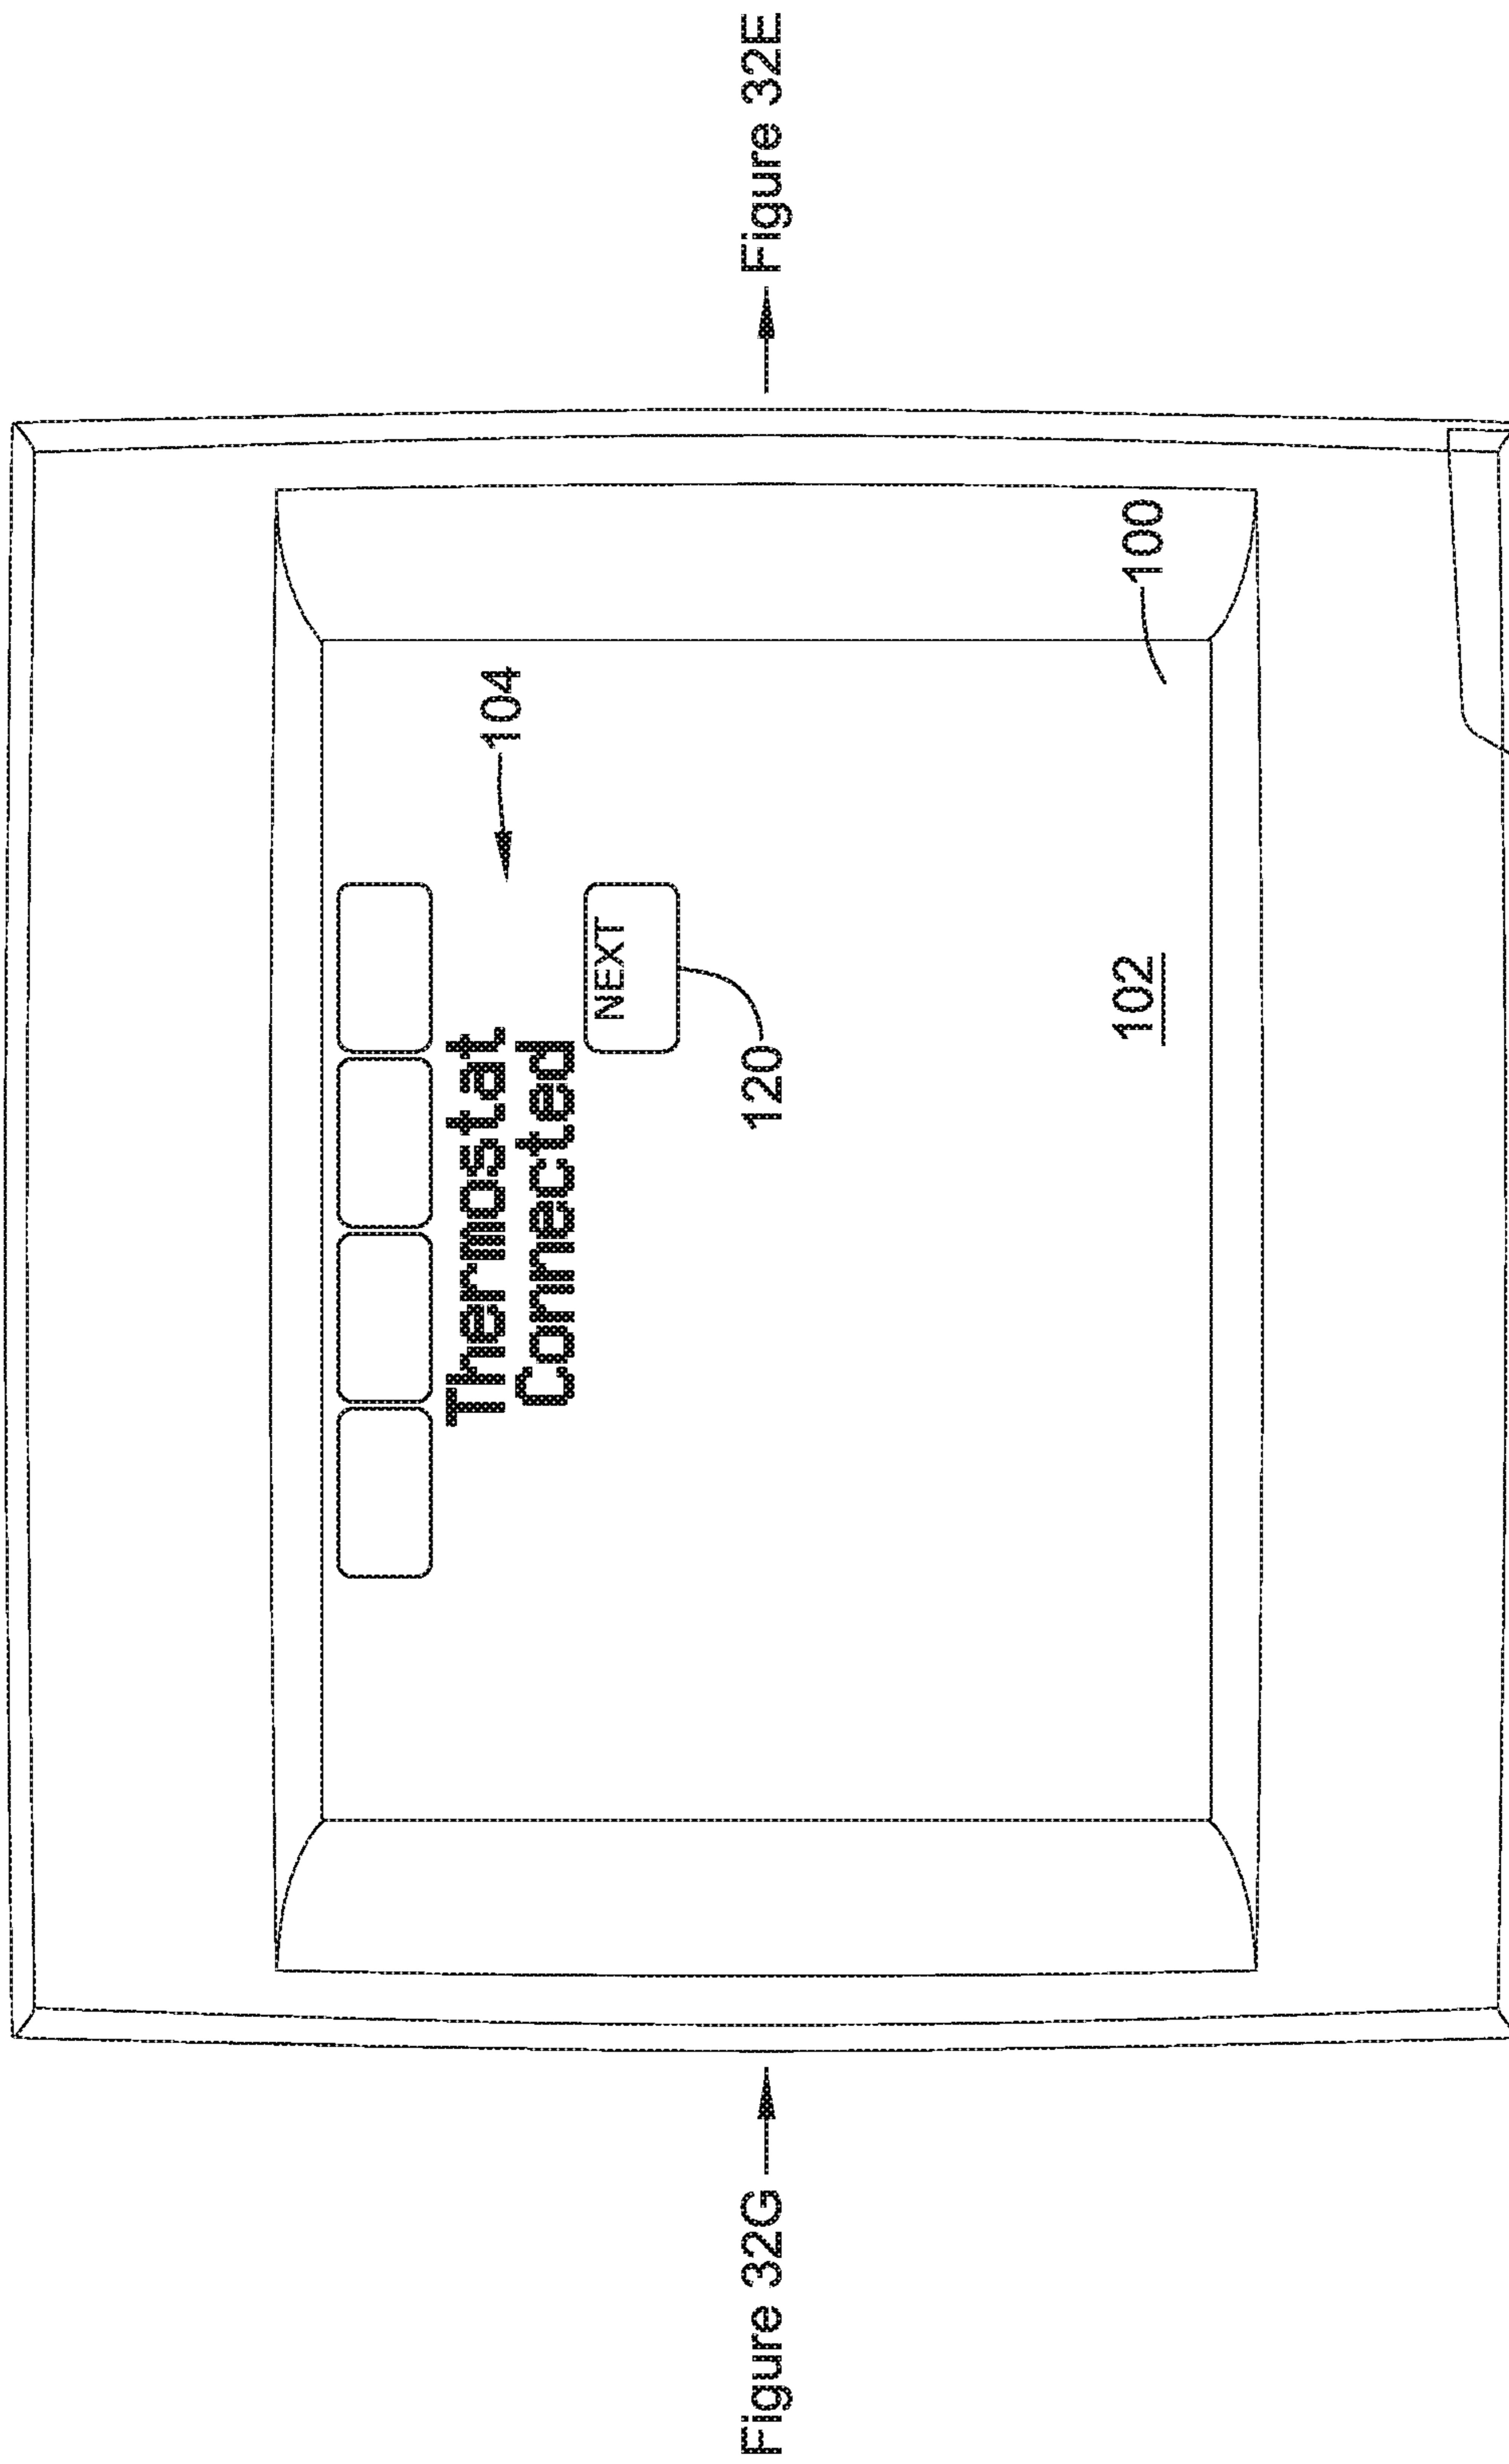 Thermostat
Connected
104
NEXT
120
Figure 32G
Figure 32E
102
100